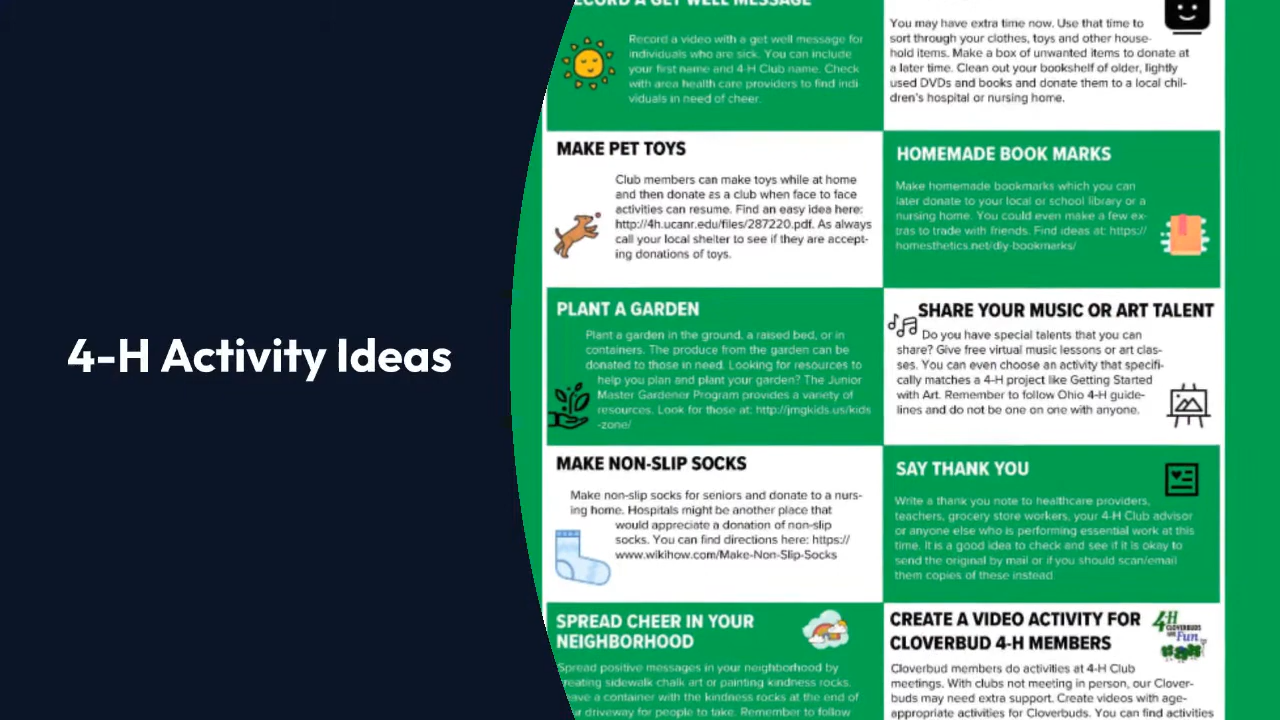 4-H Activity Ideas
RECORD A GET WELL MESSAGE
Record a video with a get well message for
individuals who are sick. You can include
your first name and 4-H Club name. Check
with area health care providers to find indi
viduals in need of cheer.
You may have extra time now. Use that time to
sort through your clothes, toys and other house-
hold items. Make a box of unwanted items to donate at
a later time. Clean out your bookshelf of older, lightly
used DVDs and books and donate them to a local chil-
dren's hospital or nursing home.
MAKE PET TOYS
Club members can make toys while at home
and then donate as a club when face to face
activities can resume. Find an easy idea here:
http://4h.ucanr.edu/files/287220.pdf. As always
call your local shelter to see if they are accept-
ing donations of toys.
HOMEMADE BOOK MARKS
Make homemade bookmarks which you can
later donate to your local or school library or a
nursing home. You could even make a few ex-
tras to trade with friends. Find ideas at: https://
homesthetics.net/diy-bookmarks/
PLANT A GARDEN
Plant a garden in the ground, a raised bed, or in
containers. The produce from the garden can be
donated to those in need. Looking for resources to
help you plan and plant your garden? The Junior
Master Gardener Program provides a variety of
resources. Look for those at: http://jmgkids.us/kids
-zone/
SHARE YOUR MUSIC OR ART TALENT
Do you have special talents that you can
share? Give free virtual music lessons or art clas-
ses. You can even choose an activity that specifi-
cally matches a 4-H project like Getting Started
with Art. Remember to follow Ohio 4-H guide-
lines and do not be one on one with anyone.
MAKE NON-SLIP SOCKS
Make non-slip socks for seniors and donate to a nurs-
ing home. Hospitals might be another place that
would appreciate a donation of non-slip
socks. You can find directions here: https://
www.wikihow.com/Make-Non-Slip-Socks
SAY THANK YOU
Write a thank you note to healthcare providers,
teachers, grocery store workers, your 4-H Club advisor
or anyone else who is performing essential work at this
time. It is a good idea to check and see if it is okay to
send the original by mail or if you should scan/email
them copies of these instead
SPREAD CHEER IN YOUR
NEIGHBORHOOD
Spread positive messages in your neighborhood by
creating sidewalk chalk art or painting kindness rocks.
eave a container with the kindness rocks at the end of
driveway for people to take. Remember to follow
CREATE A VIDEO ACTIVITY FOR
CLOVERBUD 4-H MEMBERS
4-H
CLOVERBUDS
Fun
Cloverbud members do activities at 4-H Club
meetings. With clubs not meeting in person, our Clover-
buds may need extra support. Create videos with age-
appropriate activities for Cloverbuds. You can find activities